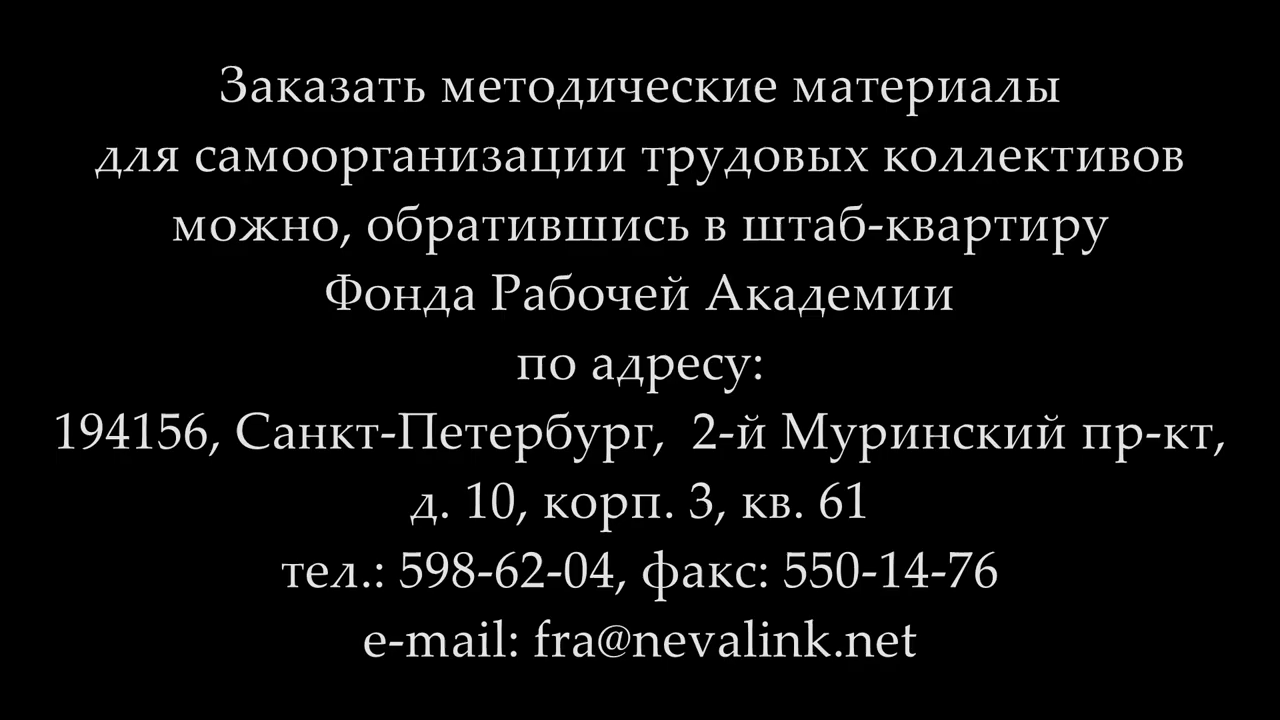 Заказать методические материалы
для самоорганизации трудовых коллективов
можно, обратившись в штаб-квартиру
Фонда Рабочей Академии
по адресу:
194156, Санкт-Петербург, 2-й Муринский пр-кт,
д. 10, корп. 3, кв. 61
тел.: 598-62-04, факс: 550-14-76
e-mail: fra@nevalink.net